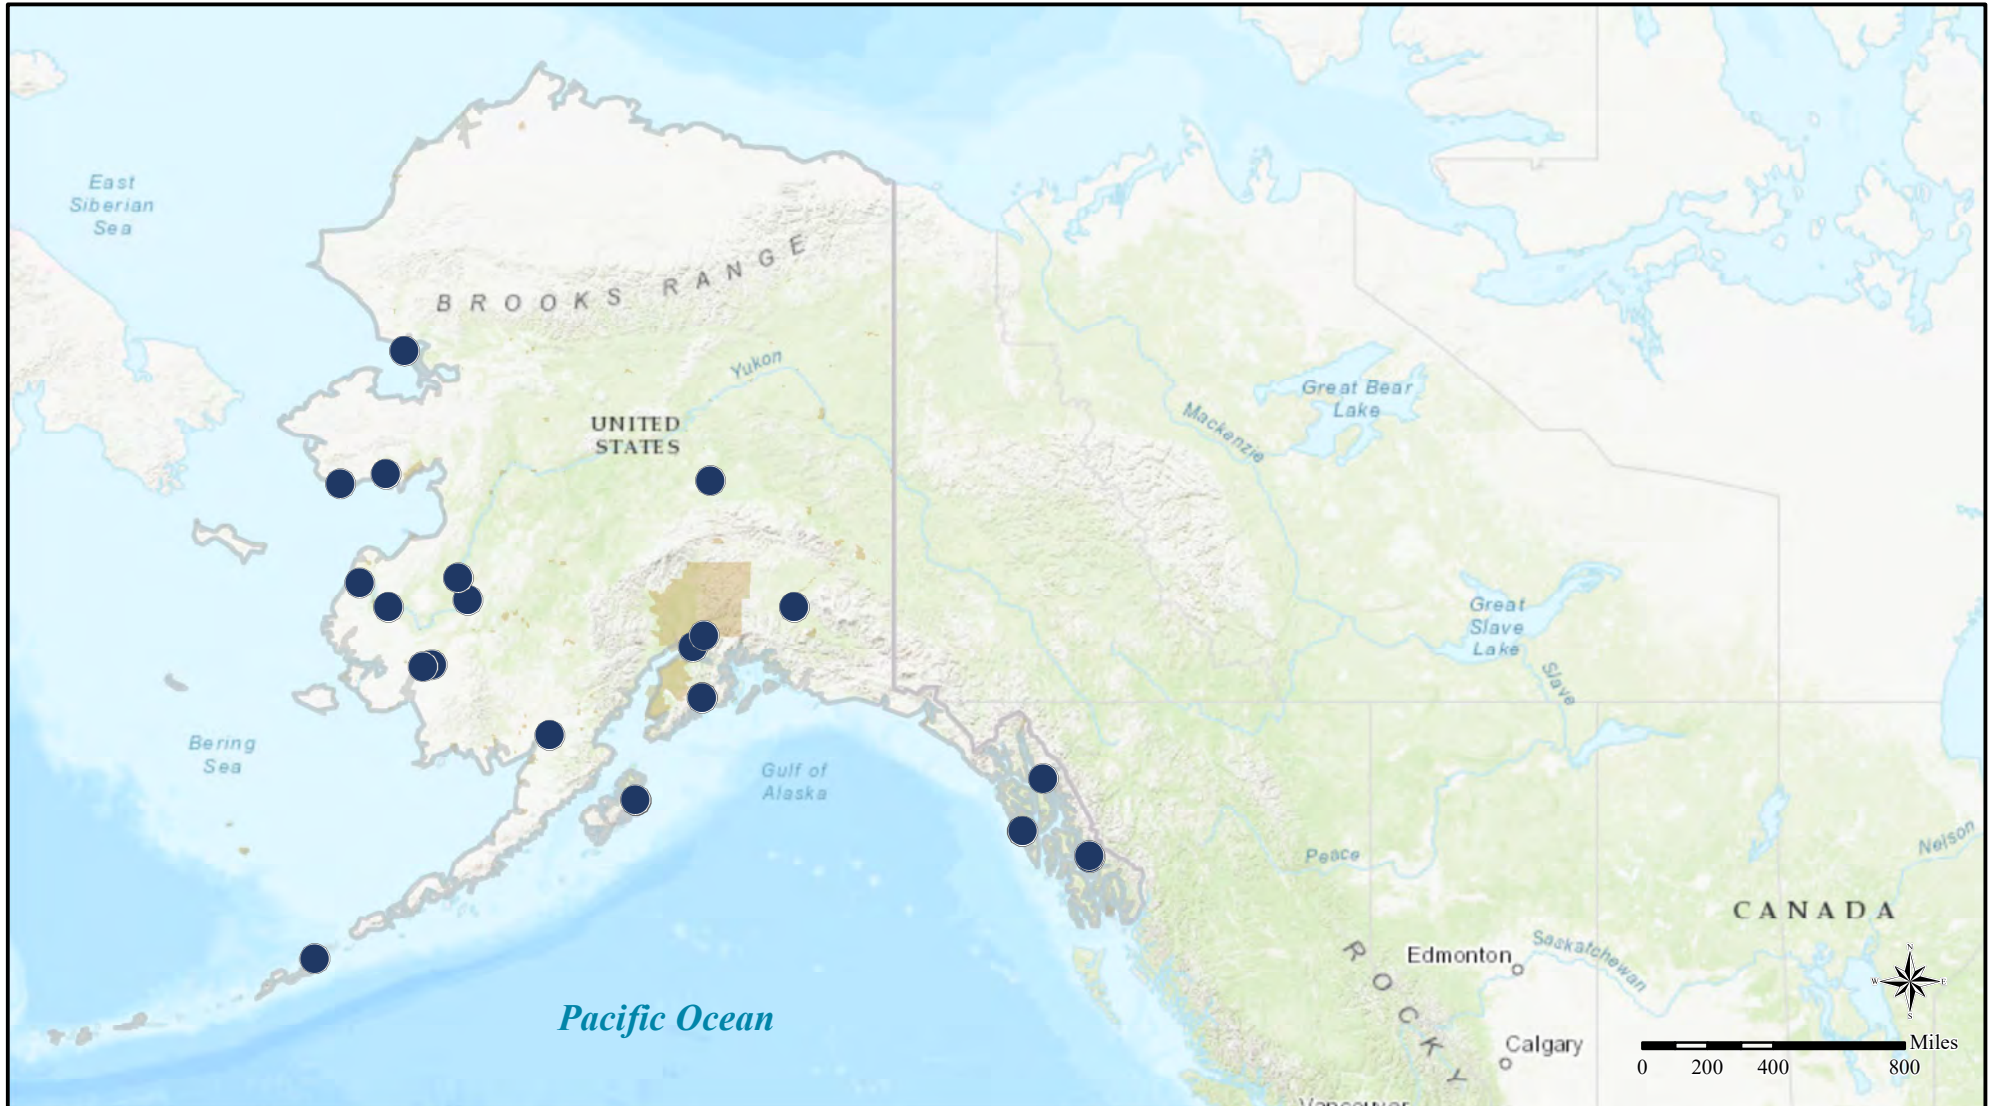 East
Siberian
Sea
BROOKS RANGE
Yukon
UNITED
STATES
Great Bear
Lake
Mackenzie
Great
Slave
Lake
Slave
Bering
Sea
Gulf of
Alaska
Peace
Nelson
CANADA
Saskatchewan
Edmonton
ROCKY
Pacific Ocean
N
W E
S
Calgary
Miles
0 200 400 800
Vancouver